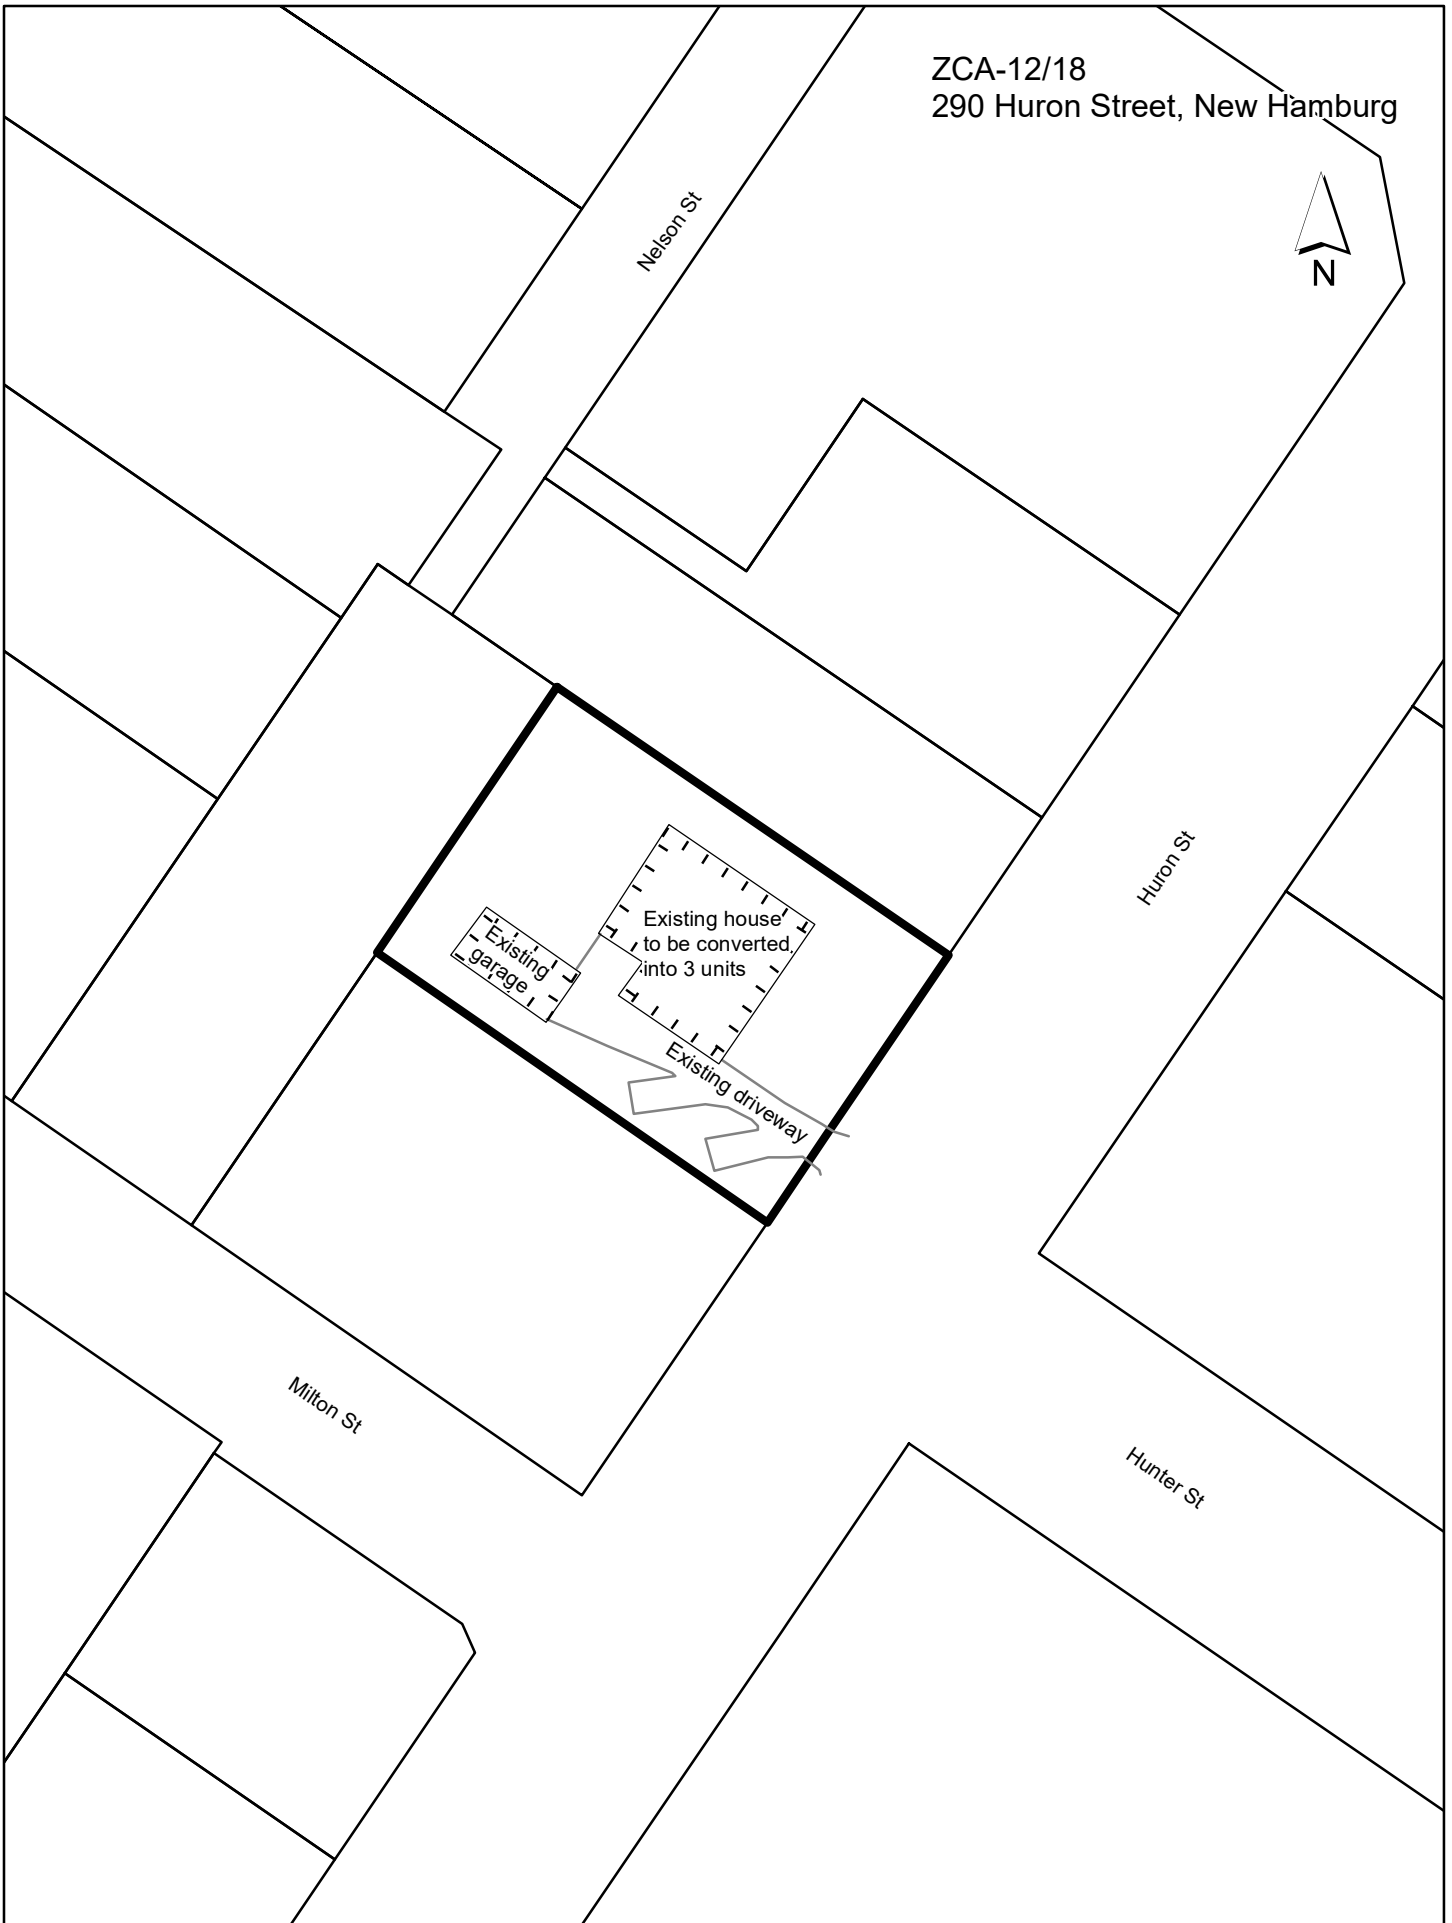 ZCA-12/18
290 Huron Street, New Hamburg
Nelson St
N
Huron St
Existing house
to be converted
into 3 units
Existing
garage
Existing driveway
Milton St
Hunter St